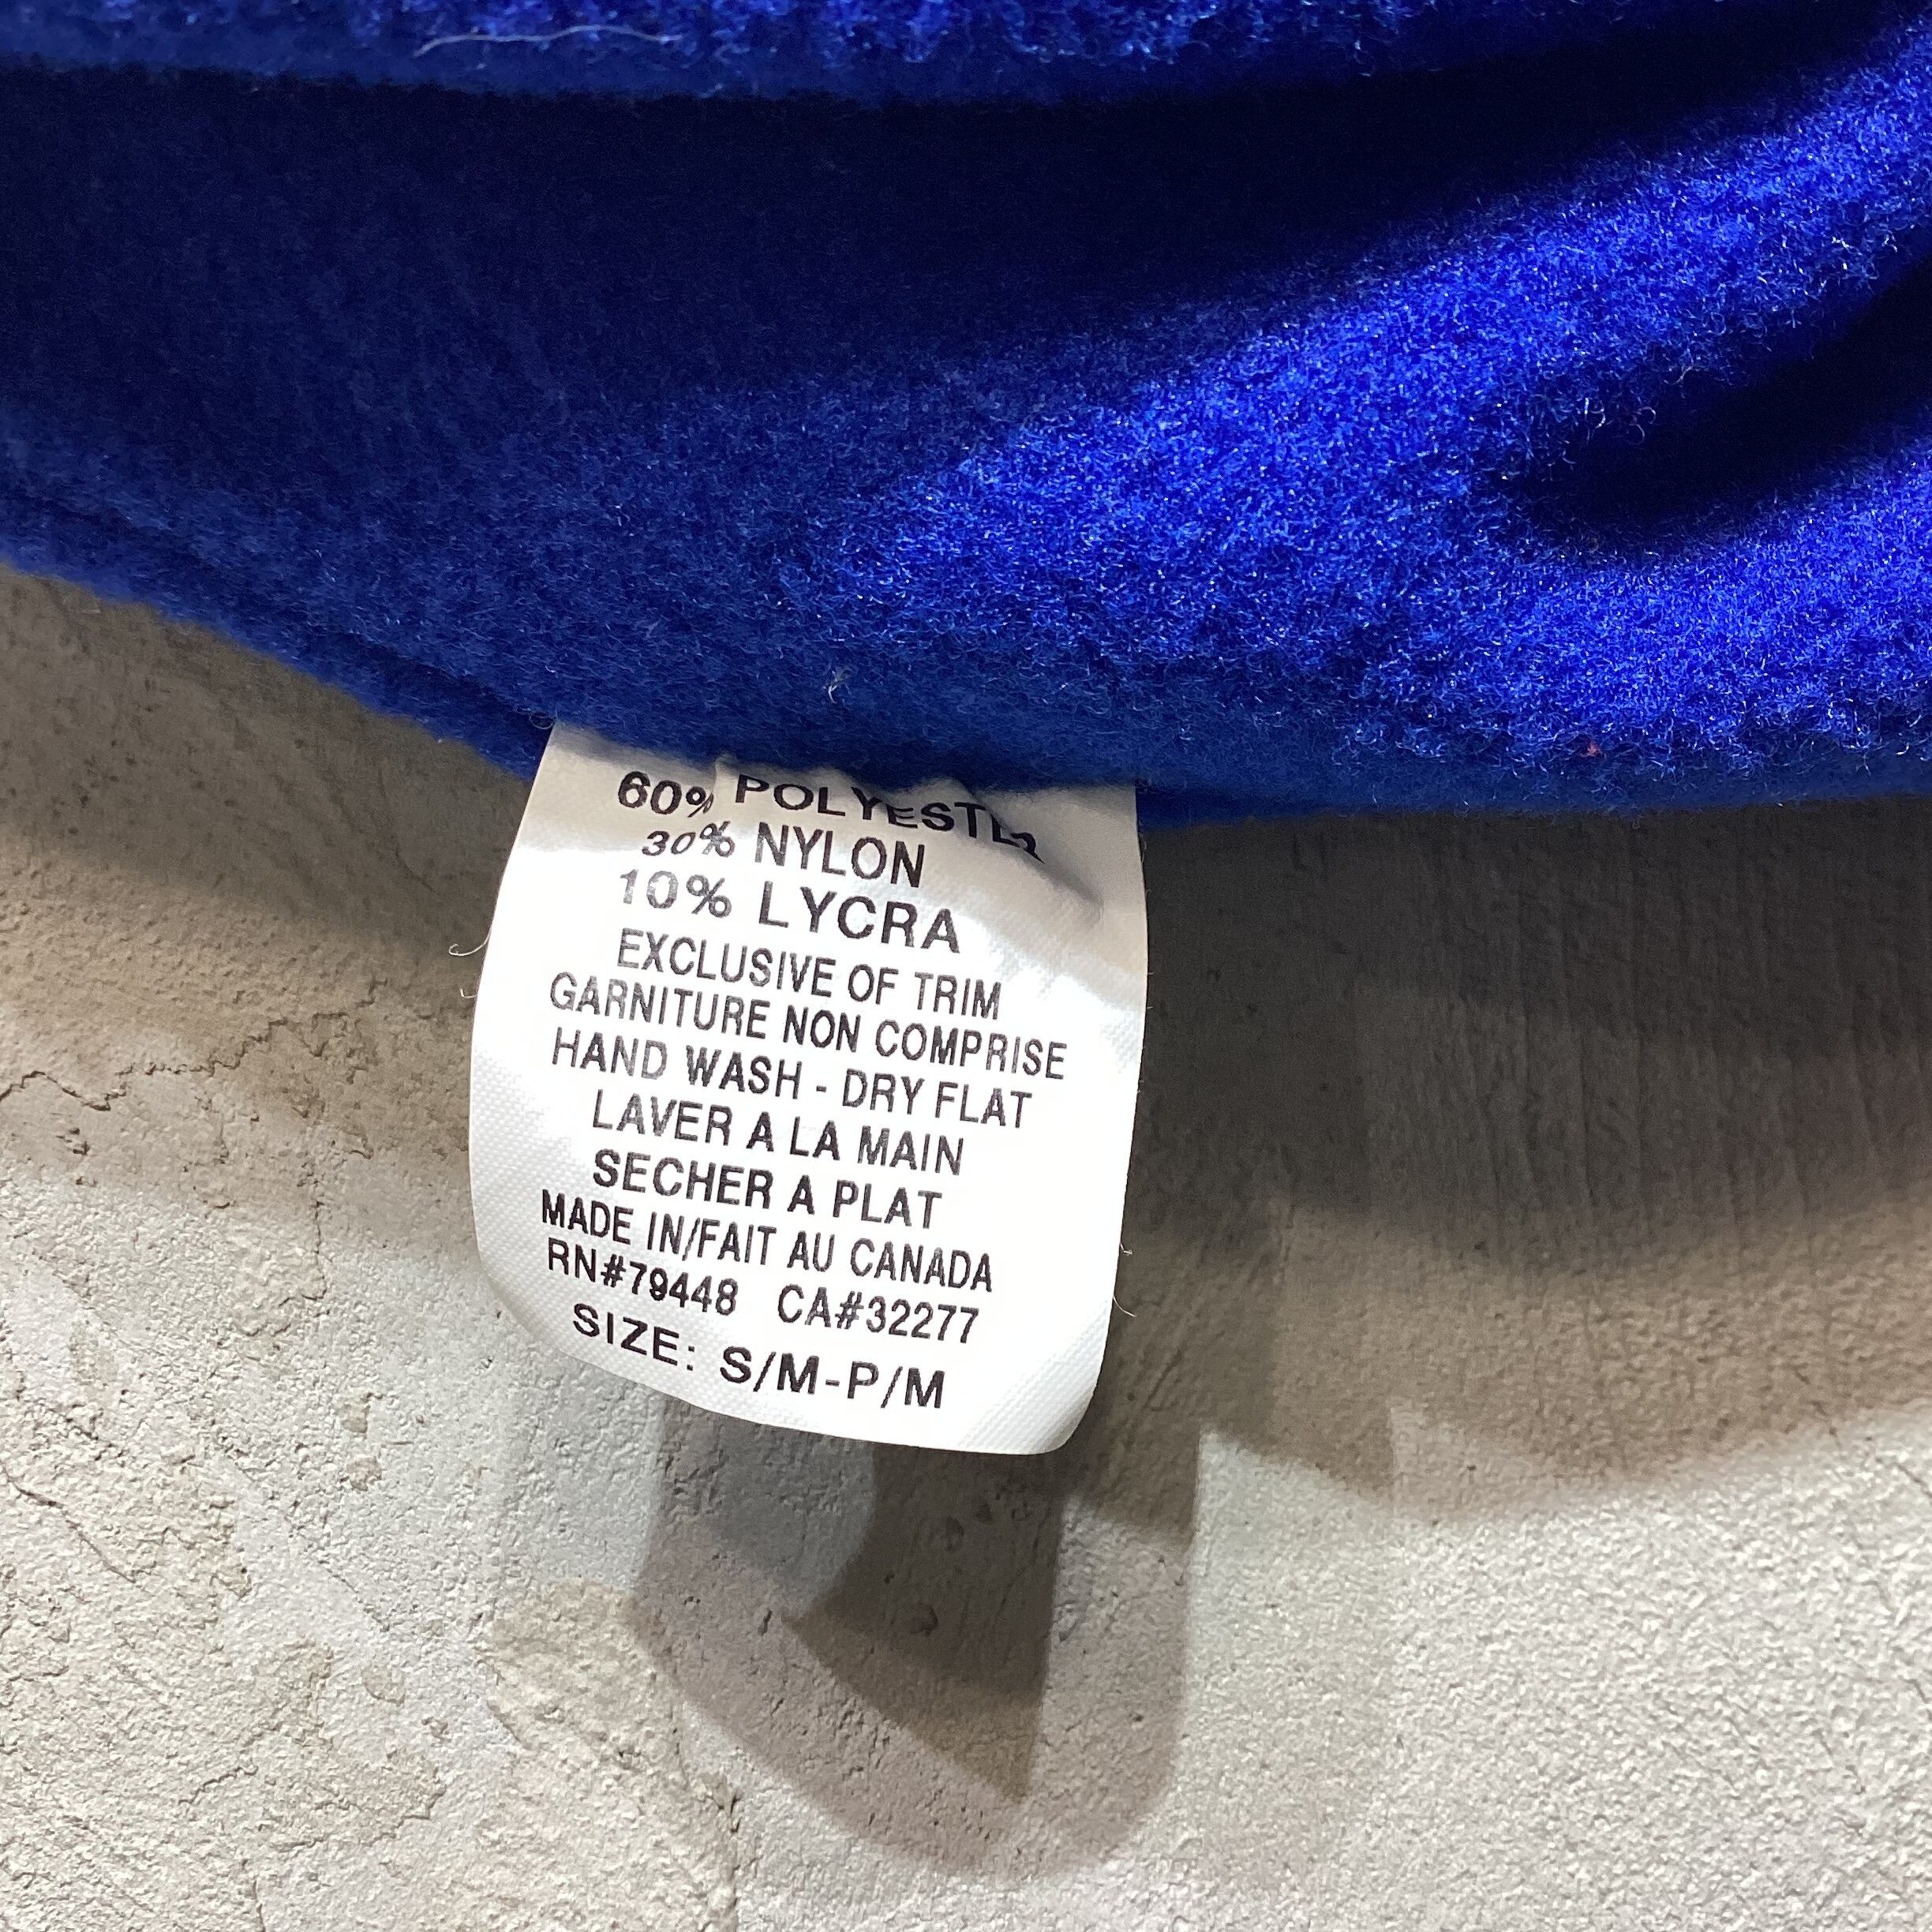 60% POLYESTER
30% NYLON
10% LYCRA
EXCLUSIVE OF TRIM
GARNITURE NON COMPRISE
HAND WASH - DRY FLAT
LAVER A LA MAIN
SECHER A PLAT
MADE IN/FAIT AU CANADA
RN#79448 CA#32277
SIZE: S/M-P/M